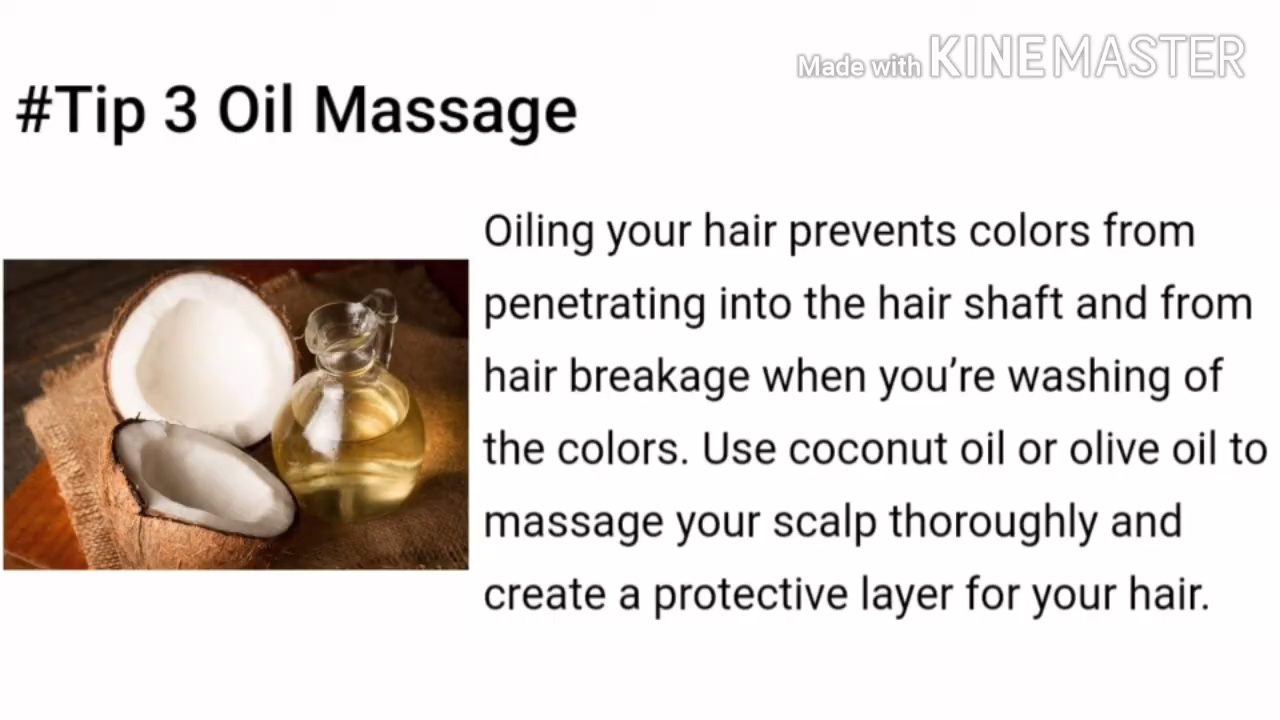 Made with KINEMASTER
#Tip 3 Oil Massage
Oiling your hair prevents colors from
penetrating into the hair shaft and from
hair breakage when you’re washing of
the colors. Use coconut oil or olive oil to
massage your scalp thoroughly and
create a protective layer for your hair.